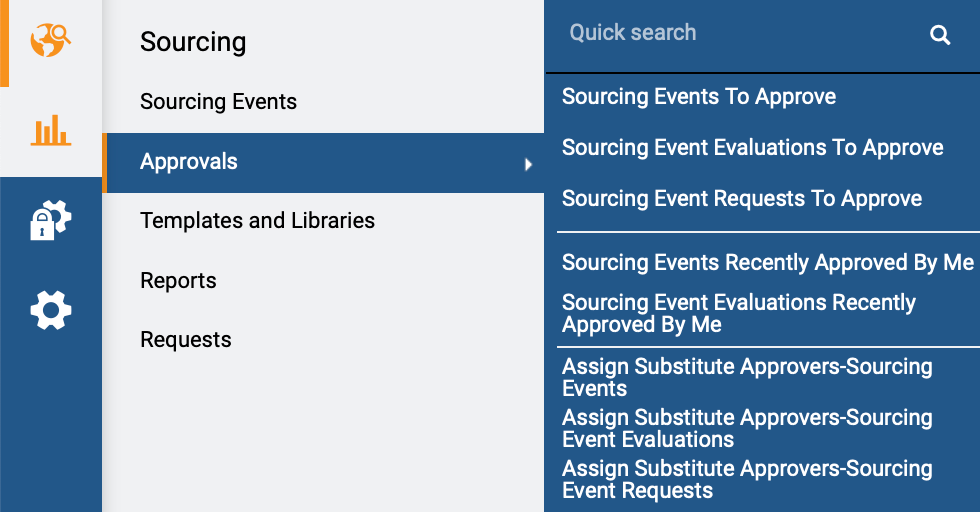 Sourcing
Sourcing Events
Approvals
Templates and Libraries
Reports
Requests
Quick search
Sourcing Events To Approve
Sourcing Event Evaluations To Approve
Sourcing Event Requests To Approve
Sourcing Events Recently Approved By Me
Sourcing Event Evaluations Recently
Approved By Me
Assign Substitute Approvers-Sourcing
Events
Assign Substitute Approvers-Sourcing
Event Evaluations
Assign Substitute Approvers-Sourcing
Event Requests